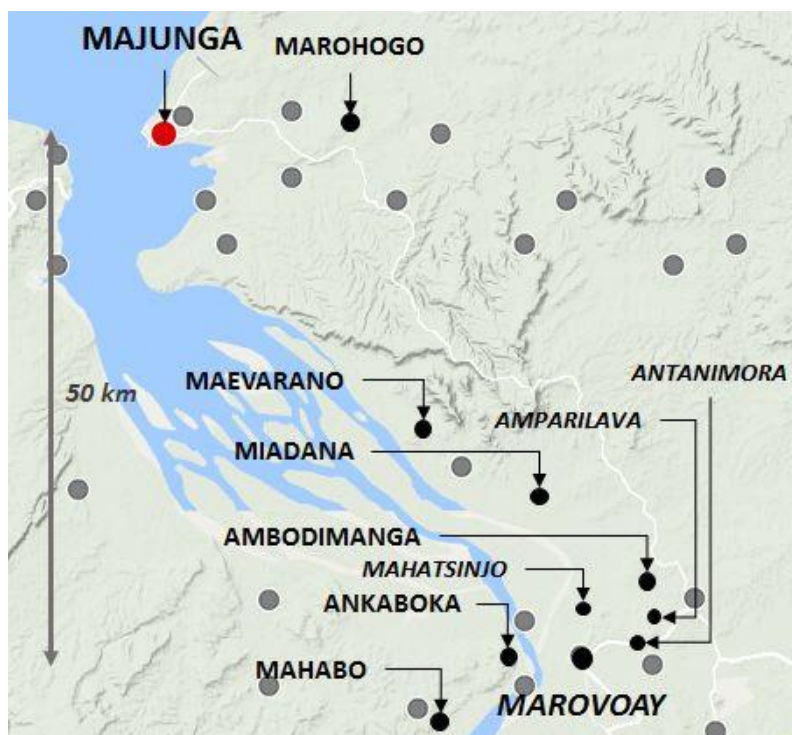 MAJUNGA
MAROHOGO
ANTANIMORA
MAEVARANO
50 km
AMPARILAVA
MIADANA
AMBODIMANGA
MAHATSINJO
ANKABOKA
MAHABO
MAROVOAY